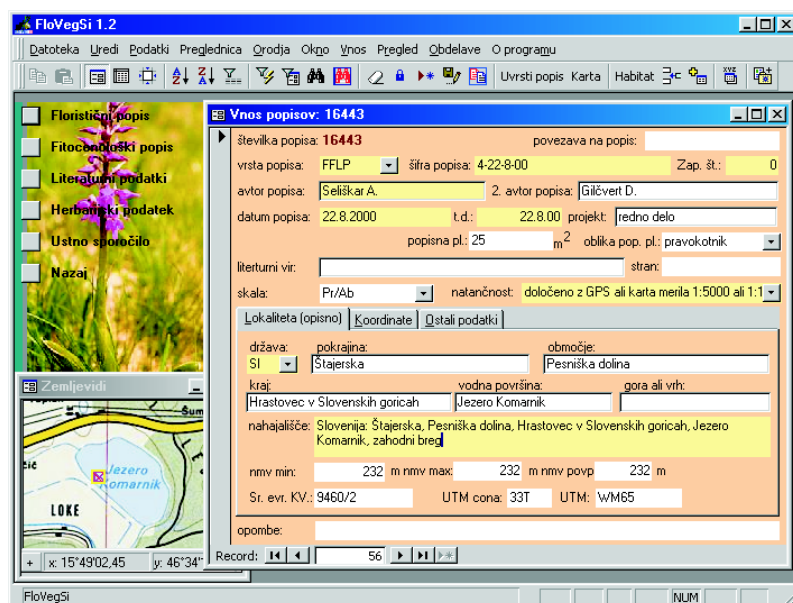 FloVegSi 1.2
Datoteka Uredi Podatki Preglednica Orodja Okno Vnos Pregled Obdelave O programu
Uvrsti popis Karta Habitat XYZ
Floristični popis
Fitocenološki popis
Literaturni podatki
Herbarijski podatek
Ustno sporočilo
Nazaj
Vnos popisov: 16443
številka popisa: 16443 povezava na popis:
vrsta popisa: FFLP šifra popisa: 4-22-8-00 Zap. št.: 0
avtor popisa: Seliškar A. 2. avtor popisa: Gilčvert D.
datum popisa: 22.8.2000 t.d.: 22.8.00 projekt: redno delo
popisna pl.: 25 m2 oblika pop. pl.: pravokotnik
literturni vir: stran:
skala: Pr/Ab natančnost: določeno z GPS ali karta merila 1:5000 ali 1:1
Lokaliteta (opisno) Koordinate Ostali podatki
država: pokrajina: območje:
SI Štajerska Pesniška dolina
kraj: vodna površina: gora ali vrh:
Hrastovec v Slovenskih goricah Jezero Komarnik
nahajališče: Slovenija: Štajerska, Pesniška dolina, Hrastovec v Slovenskih goricah, Jezero
Komarnik, zahodni breg
nmv min: 232 m nmv max: 232 m nmv povp 232 m
Sr. evr. KV.: 9460/2 UTM cona: 33T UTM: WM65
opombe:
Record: 56
Zemljevidi
Šum
Jezero
Komarnik
LOKE
+ x: 15°49'02,45 y: 46°34'
FloVegSi NUM